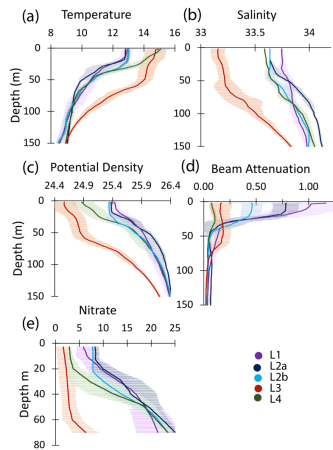 (a) Temperature
8 10 12 14 16
Depth (m)
0
50
100
150
(b) Salinity
33 33.5 34
0
50
100
150
(c) Potential Density
24.4 24.9 25.4 25.9 26.4
Depth (m)
0
50
100
150
(d) Beam Attenuation
0.00 0.50 1.00
0
50
100
150
(e) Nitrate
0 5 10 15 20 25
Depth m
0
20
40
60
80
L1
L2a
L2b
L3
L4